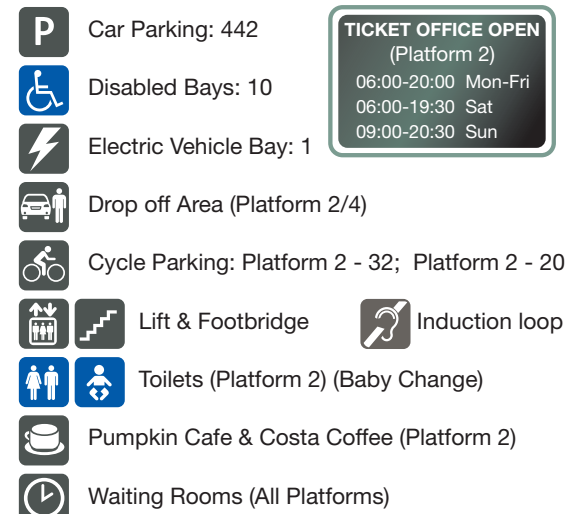 P
Car Parking: 442
TICKET OFFICE OPEN
(Platform 2)
06:00-20:00 Mon-Fri
06:00-19:30 Sat
09:00-20:30 Sun
Disabled Bays: 10
Electric Vehicle Bay: 1
Drop off Area (Platform 2/4)
Cycle Parking: Platform 2 - 32; Platform 2 - 20
Lift & Footbridge
Induction loop
Toilets (Platform 2) (Baby Change)
Pumpkin Cafe & Costa Coffee (Platform 2)
Waiting Rooms (All Platforms)